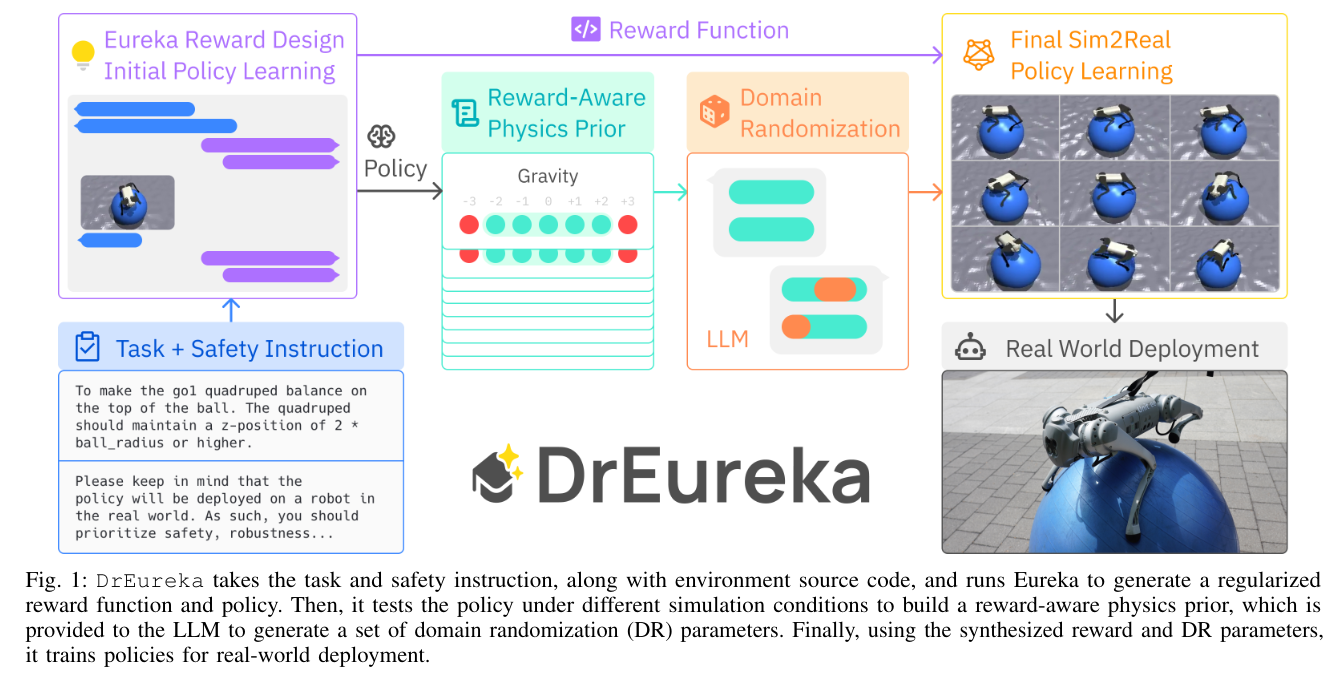 Eureka Reward Design
Initial Policy Learning
</> Reward Function
Final Sim2Real
Policy Learning
Policy
Reward-Aware
Physics Prior
Gravity
-3 -2 -1 0 +1 +2 +3
Domain
Randomization
LLM
Task + Safety Instruction
To make the go1 quadruped balance on
the top of the ball. The quadruped
should maintain a z-position of 2 *
ball_radius or higher.
Please keep in mind that the
policy will be deployed on a robot in
the real world. As such, you should
prioritize safety, robustness...
DrEureka
Real World Deployment
Fig. 1: DrEureka takes the task and safety instruction, along with environment source code, and runs Eureka to generate a regularized
reward function and policy. Then, it tests the policy under different simulation conditions to build a reward-aware physics prior, which is
provided to the LLM to generate a set of domain randomization (DR) parameters. Finally, using the synthesized reward and DR parameters,
it trains policies for real-world deployment.